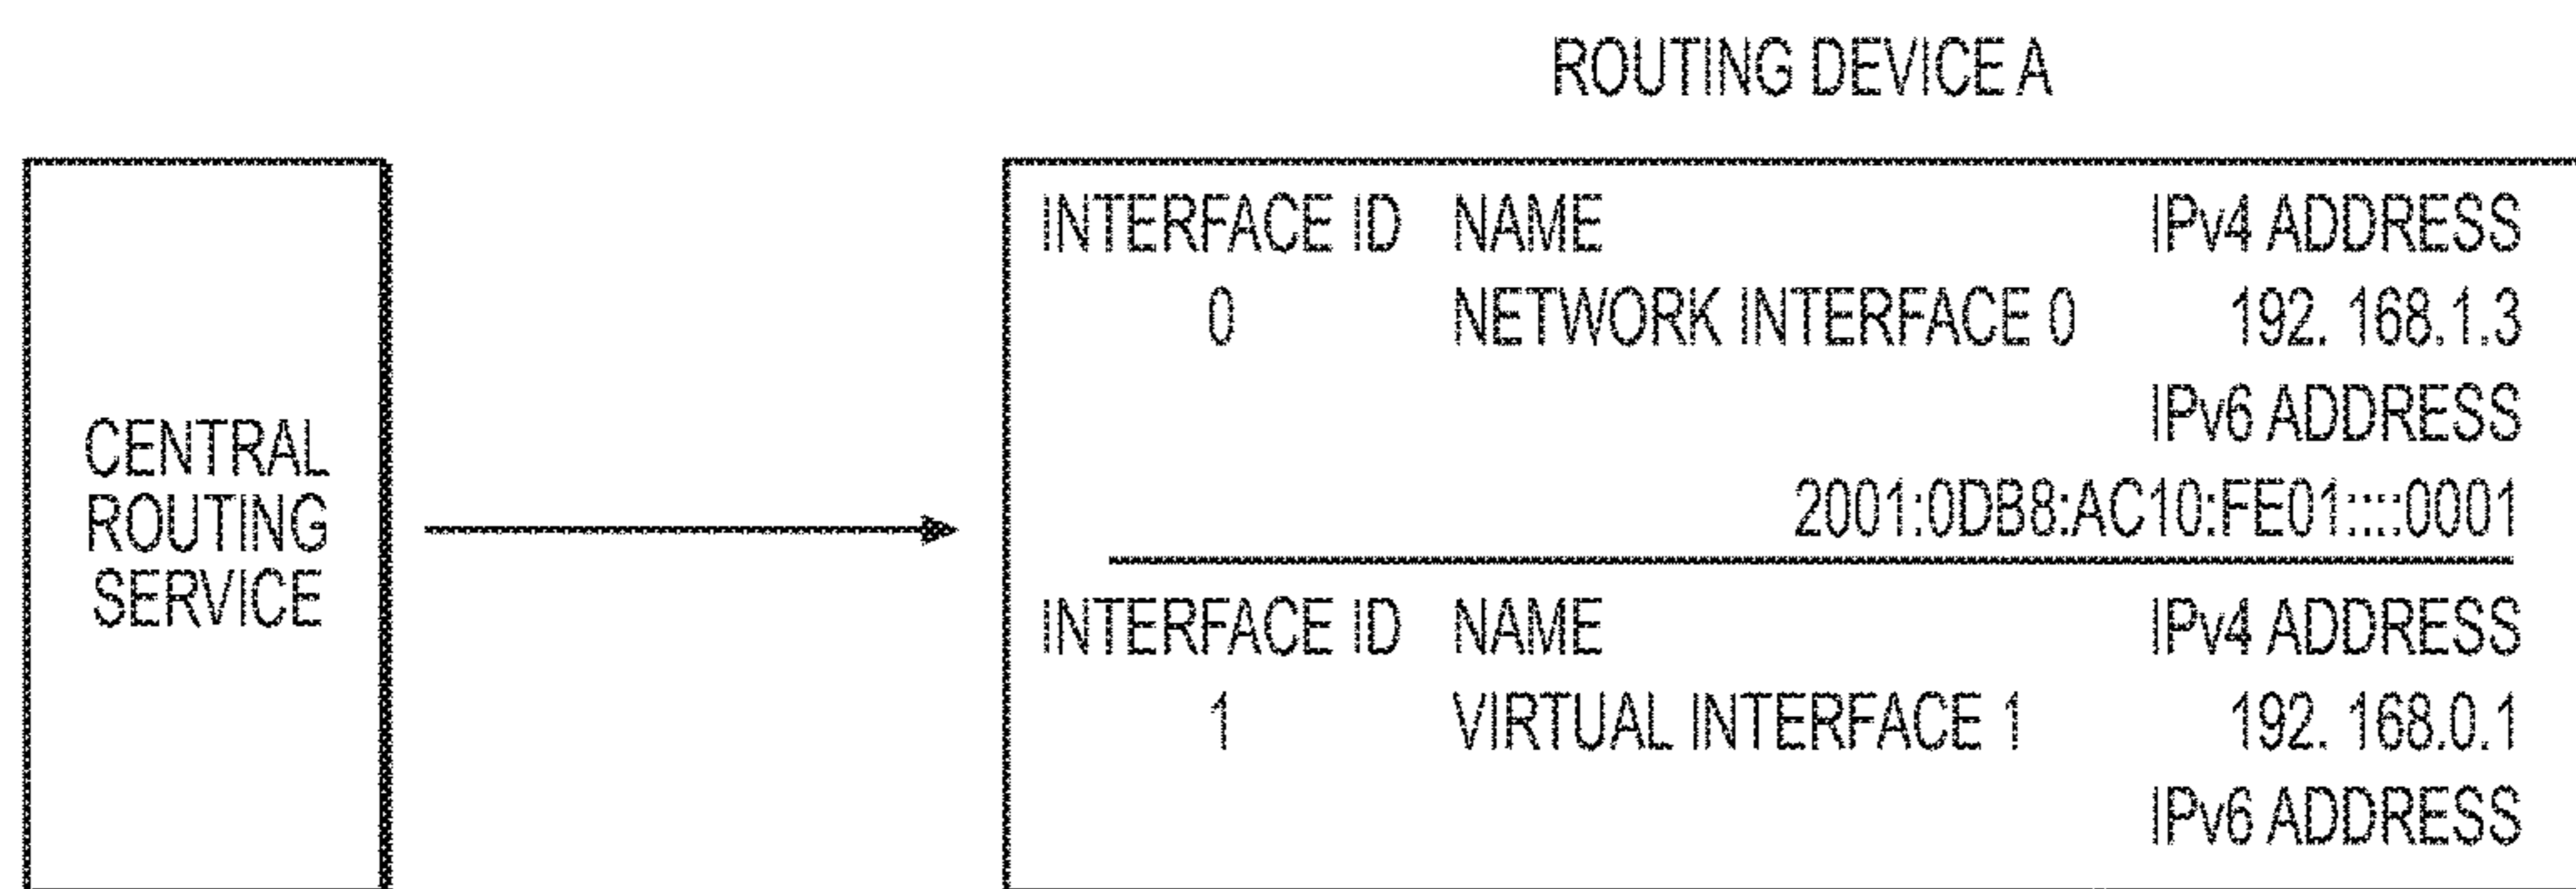 ROUTING DEVICE A
CENTRAL
ROUTING
SERVICE
INTERFACE ID NAME IPv4 ADDRESS
0 NETWORK INTERFACE 0 192. 168.1.3
IPv6 ADDRESS
2001:0DB8:AC10:FE01::::0001
INTERFACE ID NAME IPv4 ADDRESS
1 VIRTUAL INTERFACE 1 192. 168.0.1
IPv6 ADDRESS